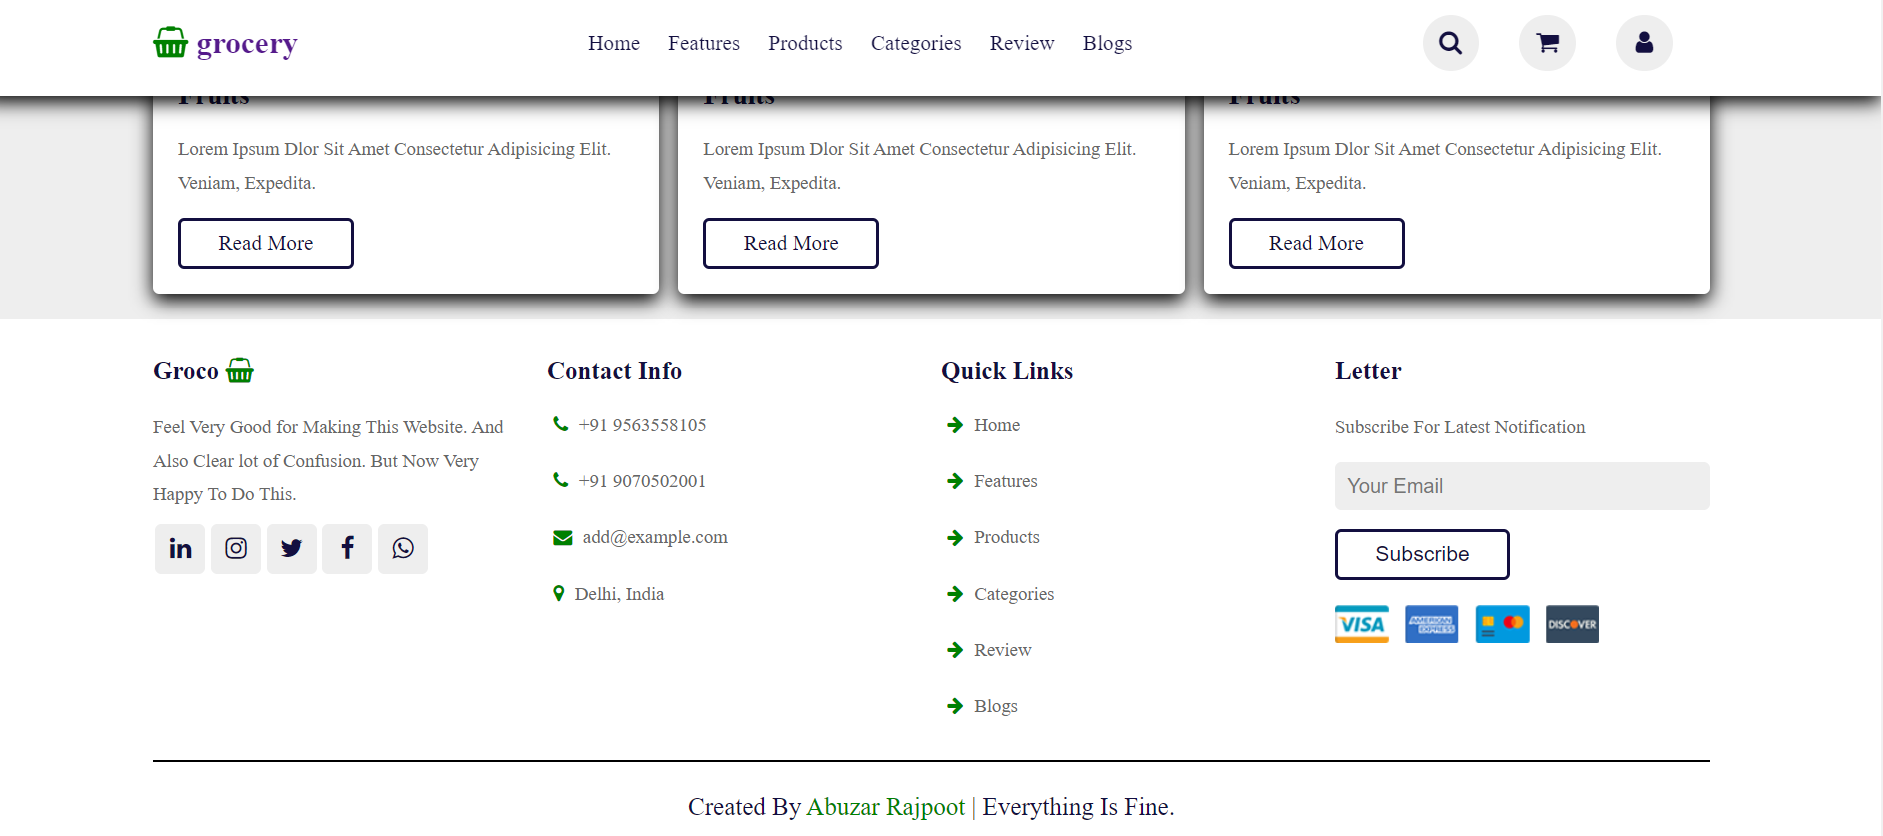 grocery
Home Features Products Categories Review Blogs
Fruits Fruits Fruits
Lorem Ipsum Dlor Sit Amet Consectetur Adipisicing Elit.
Veniam, Expedita.
Read More
Lorem Ipsum Dlor Sit Amet Consectetur Adipisicing Elit.
Veniam, Expedita.
Read More
Lorem Ipsum Dlor Sit Amet Consectetur Adipisicing Elit.
Veniam, Expedita.
Read More
Groco
Feel Very Good for Making This Website. And
Also Clear lot of Confusion. But Now Very
Happy To Do This.
in
Contact Info
+91 9563558105
+91 9070502001
add@example.com
Delhi, India
Quick Links
Home
Features
Products
Categories
Review
Blogs
Letter
Subscribe For Latest Notification
Your Email
Subscribe
VISA
AMERICAN
EXPRESS
DISCOVER
Created By Abuzar Rajpoot | Everything Is Fine.